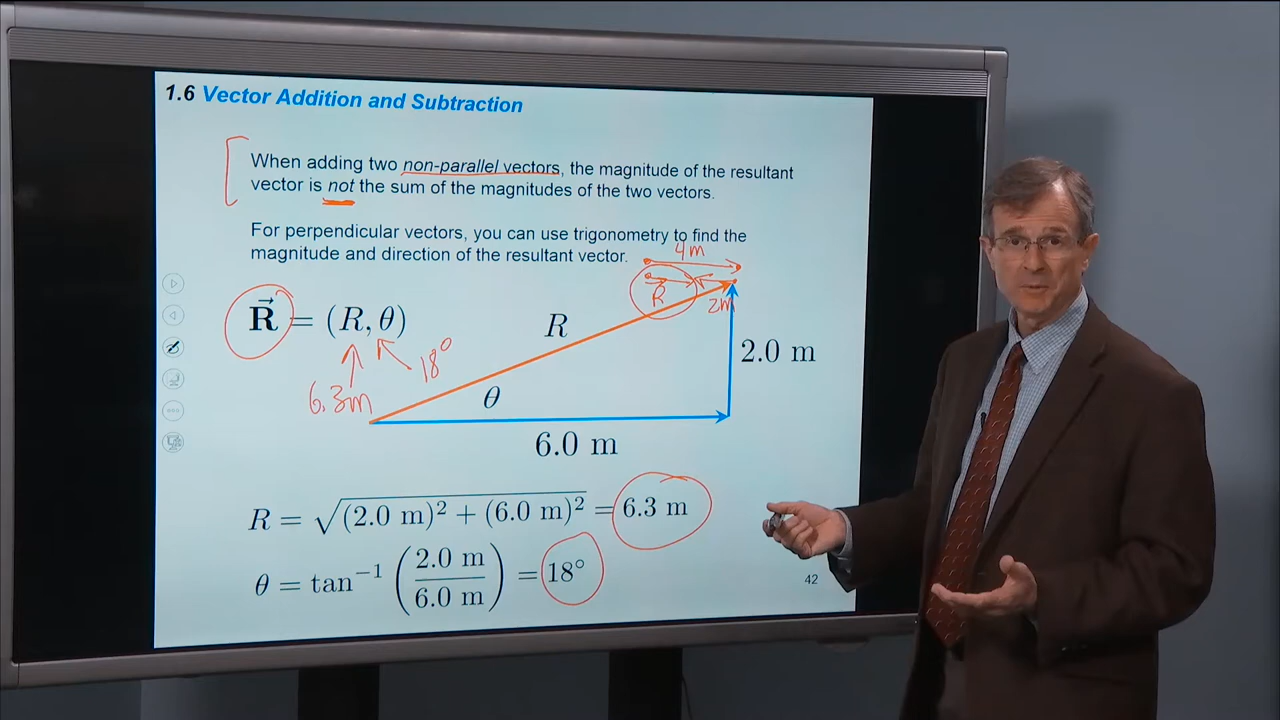 1.6 Vector Addition and Subtraction
When adding two non-parallel vectors, the magnitude of the resultant
vector is not the sum of the magnitudes of the two vectors.
For perpendicular vectors, you can use trigonometry to find the
magnitude and direction of the resultant vector.
4m
R⃗
2m
R⃗ = (R, θ)
R
18°
2.0 m
6.3m
θ
6.0 m
R = √(2.0 m)² + (6.0 m)² = 6.3 m
θ = tan⁻¹ (2.0 m / 6.0 m) = 18°
42